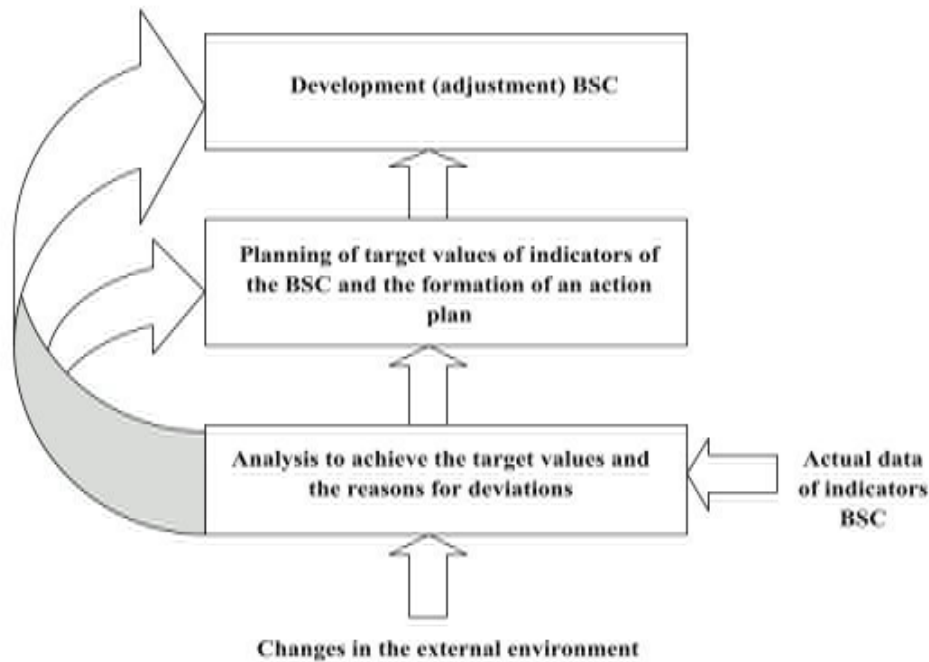 Development (adjustment) BSC
Planning of target values of indicators of
the BSC and the formation of an action
plan
Analysis to achieve the target values and
the reasons for deviations
Actual data
of indicators
BSC
Changes in the external environment